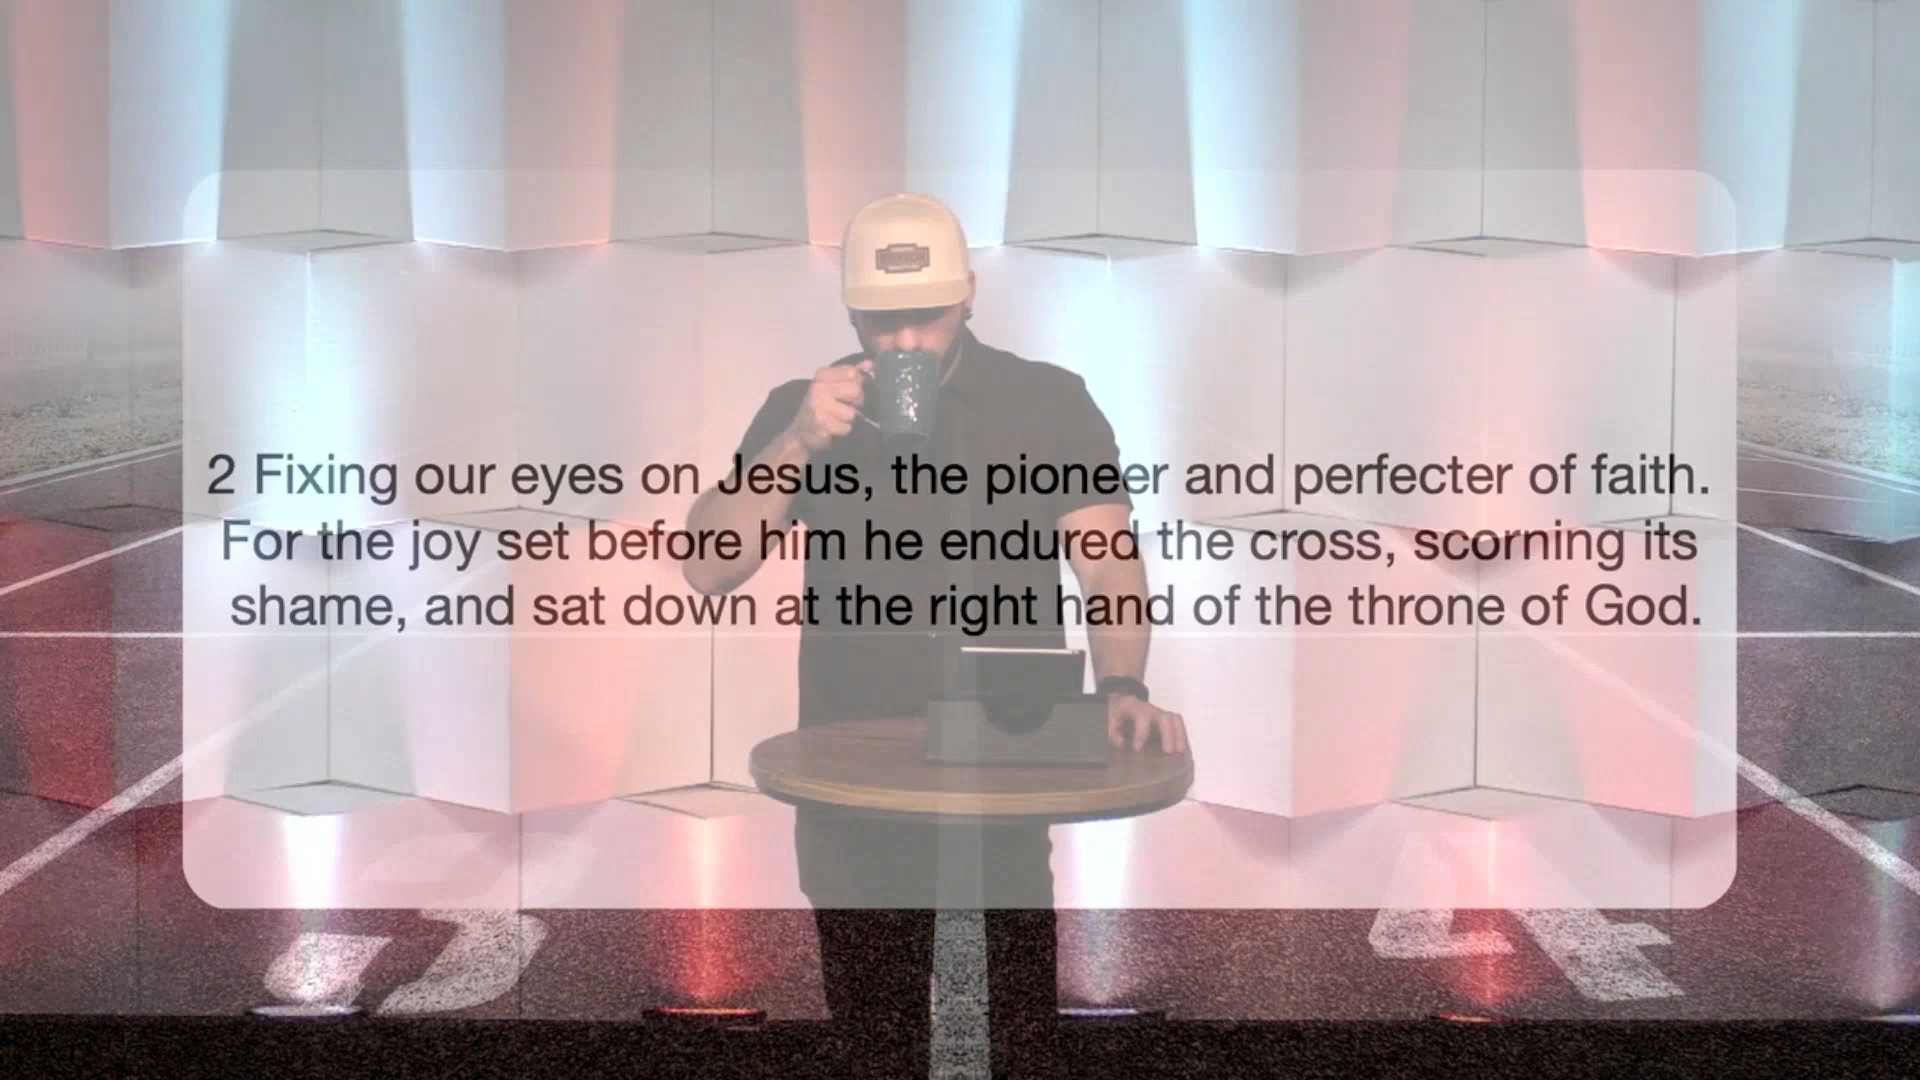 2 Fixing our eyes on Jesus, the pioneer and perfecter of faith.
For the joy set before him he endured the cross, scorning its
shame, and sat down at the right hand of the throne of God.
4